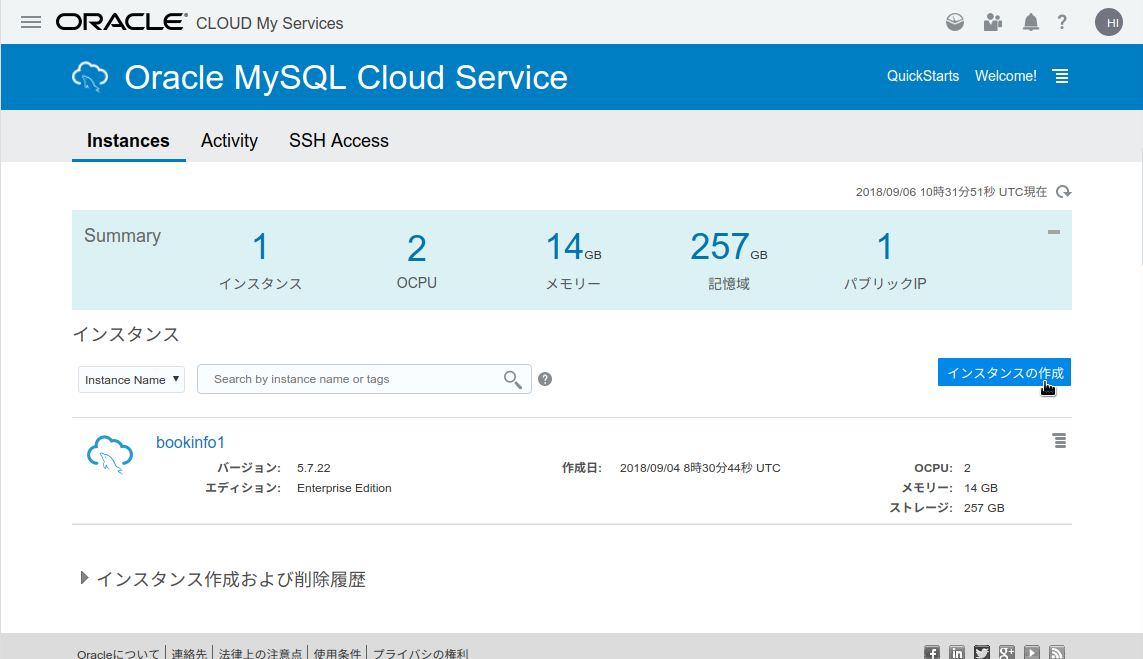 ORACLE® CLOUD My Services
HI
Oracle MySQL Cloud Service
QuickStarts Welcome!
Instances Activity SSH Access
2018/09/06 10時31分51秒 UTC現在
Summary
1 2 14GB 257GB 1
インスタンス OCPU メモリー 記憶域 パブリックIP
インスタンス
Instance Name ▼ Search by instance name or tags ?
インスタンスの作成
bookinfo1
バージョン: 5.7.22 作成日: 2018/09/04 8時30分44秒 UTC OCPU: 2
エディション: Enterprise Edition メモリー: 14 GB
ストレージ: 257 GB
インスタンス作成および削除履歴
Oracleについて | 連絡先 | 法律上の注意点 | 使用条件 | プライバシの権利